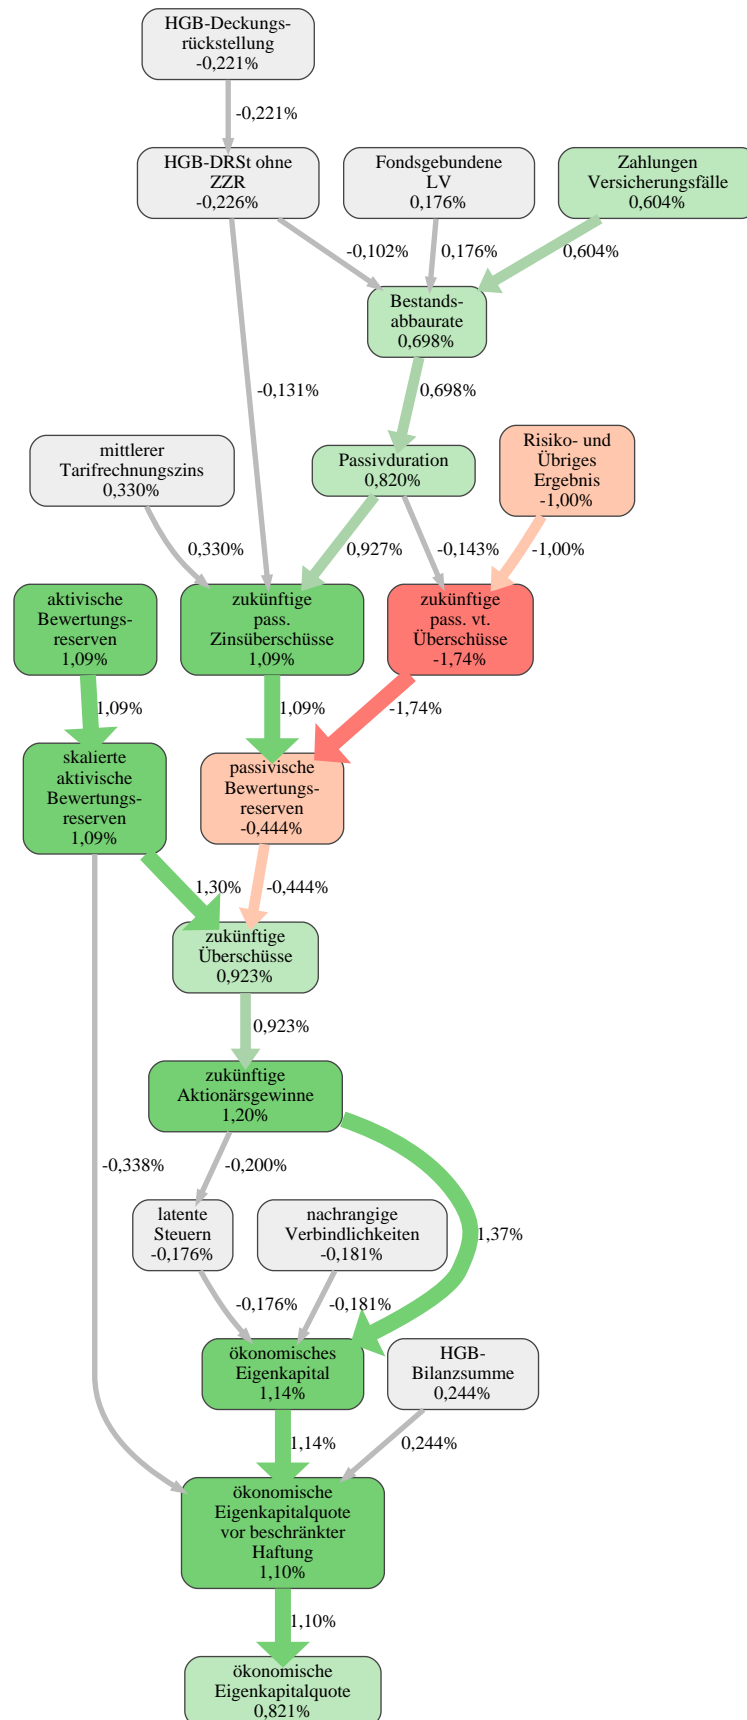 HGB-Deckungs-
rückstellung
-0,221%
-0,221%
HGB-DRSt ohne
ZZR
-0,226%
Fondsgebundene
LV
0,176%
Zahlungen
Versicherungsfälle
0,604%
-0,102%
0,176%
0,604%
Bestands-
abbaurate
0,698%
-0,131%
0,698%
mittlerer
Tarifrechnungszins
0,330%
Passivduration
0,820%
Risiko- und
Übriges
Ergebnis
-1,00%
0,330%
0,927%
-0,143%
-1,00%
aktivische
Bewertungs-
reserven
1,09%
zukünftige
pass.
Zinsüberschüsse
1,09%
zukünftige
pass. vt.
Überschüsse
-1,74%
1,09%
1,09%
-1,74%
skalierte
aktivische
Bewertungs-
reserven
1,09%
passivische
Bewertungs-
reserven
-0,444%
1,30%
-0,444%
zukünftige
Überschüsse
0,923%
0,923%
zukünftige
Aktionärsgewinne
1,20%
-0,338%
-0,200%
1,37%
latente
Steuern
-0,176%
nachrangige
Verbindlichkeiten
-0,181%
-0,176%
-0,181%
ökonomisches
Eigenkapital
1,14%
HGB-
Bilanzsumme
0,244%
1,14%
0,244%
ökonomische
Eigenkapitalquote
vor beschränkter
Haftung
1,10%
1,10%
ökonomische
Eigenkapitalquote
0,821%